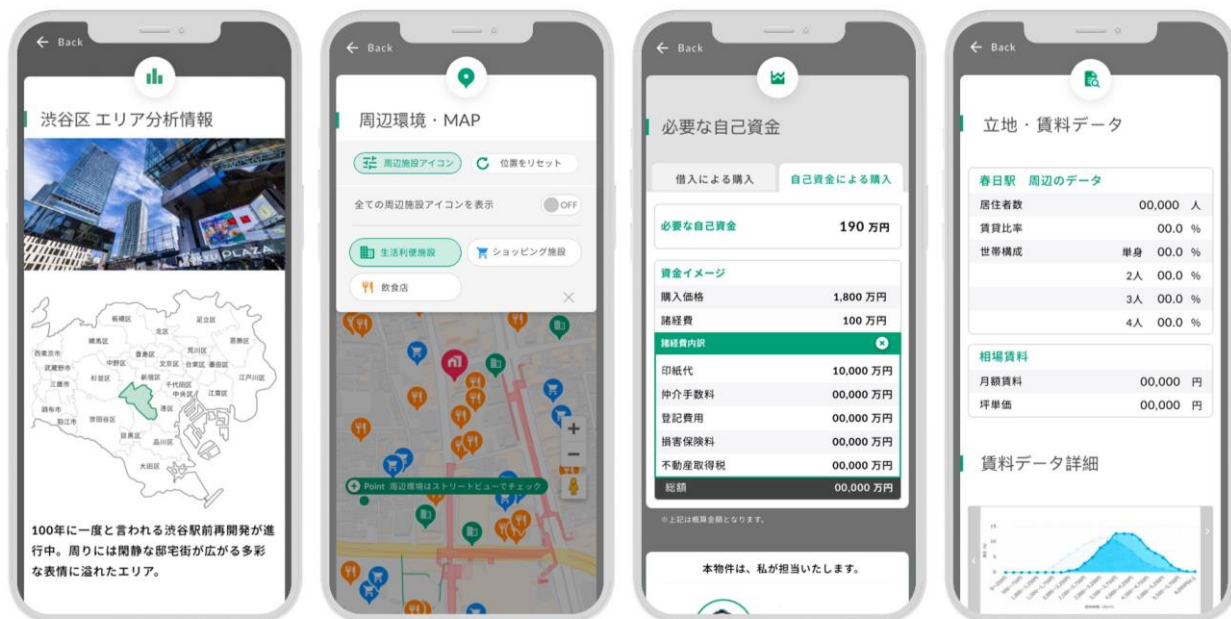 ← Back
渋谷区 エリア分析情報
TOKYU PLAZA
板橋区
足立区
北区
練馬区
葛飾区
荒川区
西東京市
豊島区
武蔵野市
中野区
文京区
台東区
墨田区
江戸川区
三鷹市
杉並区
新宿区
千代田区
中央区
江東区
調布市
世田谷区
港区
狛江市
目黒区
品川区
大田区
100年に一度と言われる渋谷駅前再開発が進
行中。周りには閑静な邸宅街が広がる多彩
な表情に溢れたエリア。
← Back
周辺環境・MAP
周辺施設アイコン
位置をリセット
全ての周辺施設アイコンを表示 OFF
生活利便施設
ショッピング施設
飲食店
×
+
−
Point 周辺環境はストリートビューでチェック
← Back
必要な自己資金
借入による購入 自己資金による購入
必要な自己資金 190 万円
資金イメージ
購入価格 1,800 万円
諸経費 100 万円
諸経費内訳
印紙代 10,000 万円
仲介手数料 00,000 万円
登記費用 00,000 万円
損害保険料 00,000 万円
不動産取得税 00,000 万円
総額 00,000 万円
※上記は概算金額となります。
本物件は、私が担当いたします。
← Back
立地・賃料データ
春日駅 周辺のデータ
居住者数 00,000 人
賃貸比率 00.0 %
世帯構成 単身 00.0 %
2人 00.0 %
3人 00.0 %
4人 00.0 %
相場賃料
月額賃料 00,000 円
坪単価 00,000 円
賃料データ詳細
15
10
5
0